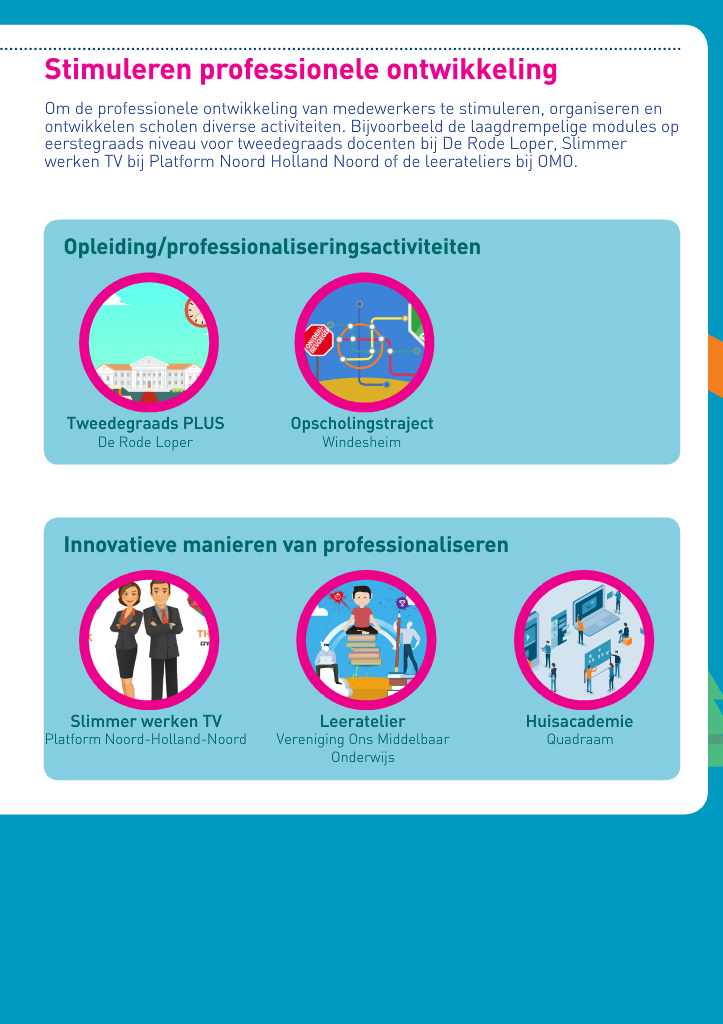 Stimuleren professionele ontwikkeling
Om de professionele ontwikkeling van medewerkers te stimuleren, organiseren en
ontwikkelen scholen diverse activiteiten. Bijvoorbeeld de laagdrempelige modules op
eerstegraads niveau voor tweedegraads docenten bij De Rode Loper, Slimmer
werken TV bij Platform Noord Holland Noord of de leerateliers bij OMO.
Opleiding/professionaliseringsactiviteiten
Tweedegraads PLUS
De Rode Loper
Opscholingstraject
Windesheim
Innovatieve manieren van professionaliseren
Slimmer werken TV
Platform Noord-Holland-Noord
Leeratelier
Vereniging Ons Middelbaar
Onderwijs
Huisacademie
Quadraam